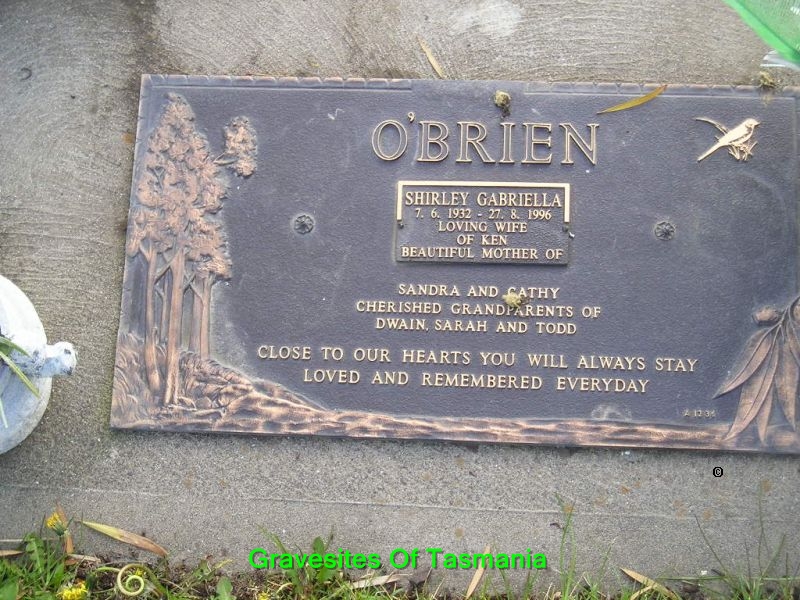 O'BRIEN
SHIRLEY GABRIELLA
7. 6. 1932 - 27. 8. 1996
LOVING WIFE
OF KEN
BEAUTIFUL MOTHER OF
SANDRA AND CATHY
CHERISHED GRANDPARENTS OF
DWAIN, SARAH AND TODD
CLOSE TO OUR HEARTS YOU WILL ALWAYS STAY
LOVED AND REMEMBERED EVERYDAY
A 1234
©
Gravesites Of Tasmania